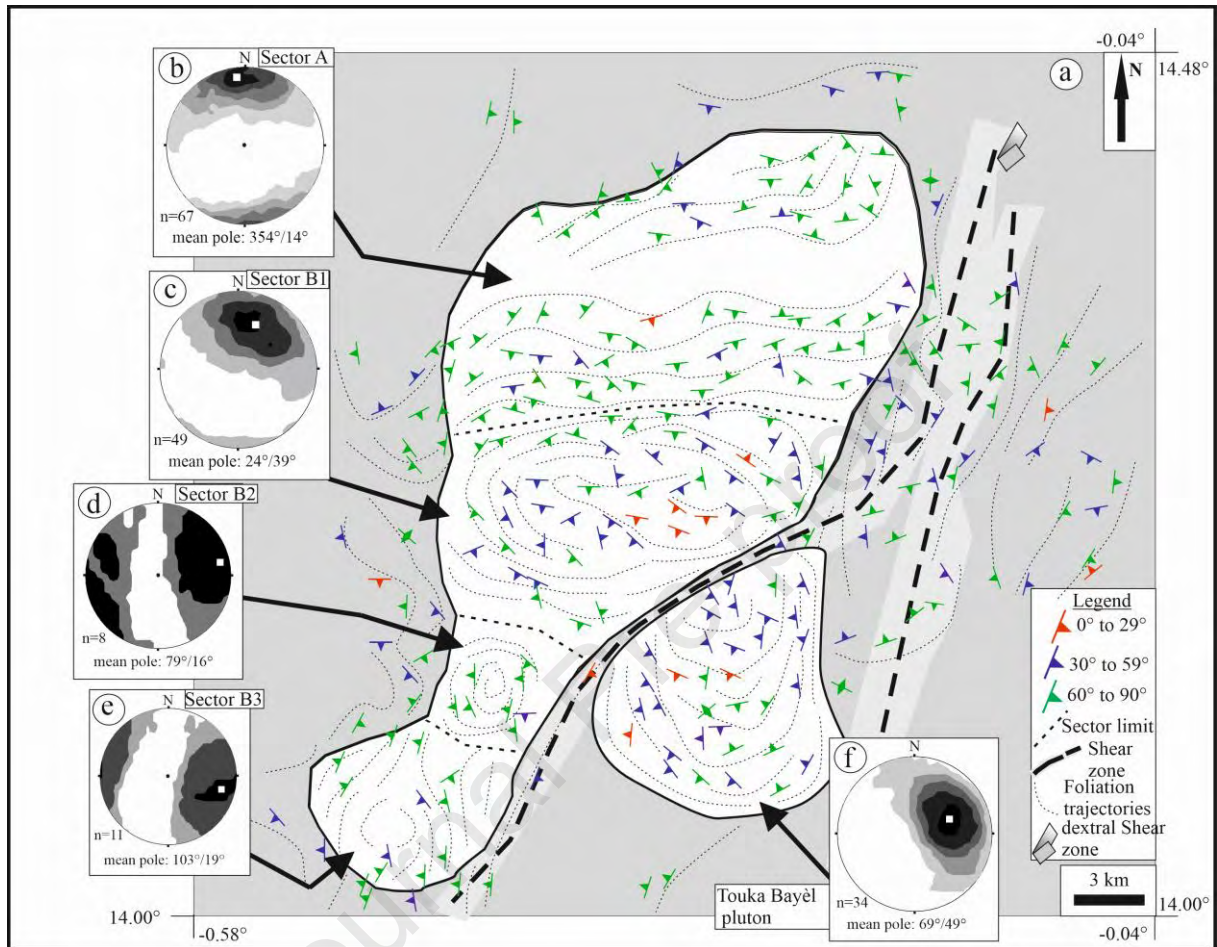 -0.04°
14.48°
a
N
b
Sector A
N
n=67
mean pole: 354°/14°
c
Sector B1
N
n=49
mean pole: 24°/39°
d
Sector B2
N
n=8
mean pole: 79°/16°
e
Sector B3
N
n=11
mean pole: 103°/19°
f
N
n=34
mean pole: 69°/49°
Touka Bayèl
pluton
Legend
0° to 29°
30° to 59°
60° to 90°
Sector limit
Shear
zone
Foliation
trajectories
dextral Shear
zone
3 km
14.00°
-0.58°
14.00°
-0.04°
Journal Pre-proof